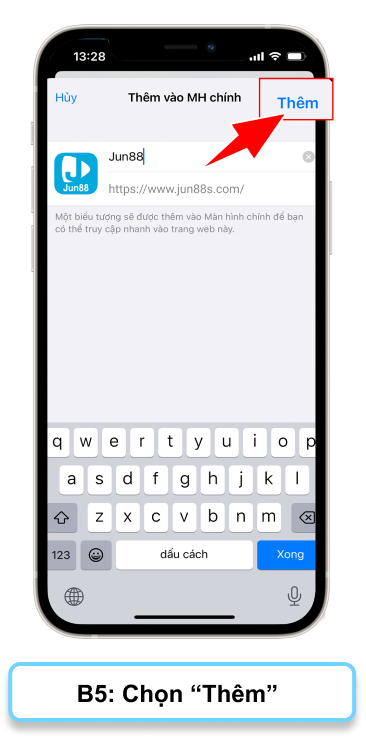 13:28
Hủy Thêm vào MH chính Thêm
Jun88
Jun88
https://www.jun88s.com/
Một biểu tượng sẽ được thêm vào Màn hình chính để bạn
có thể truy cập nhanh vào trang web này.
q w e r t y u i o p
a s d f g h j k l
z x c v b n m
123 dấu cách Xong
B5: Chọn “Thêm”